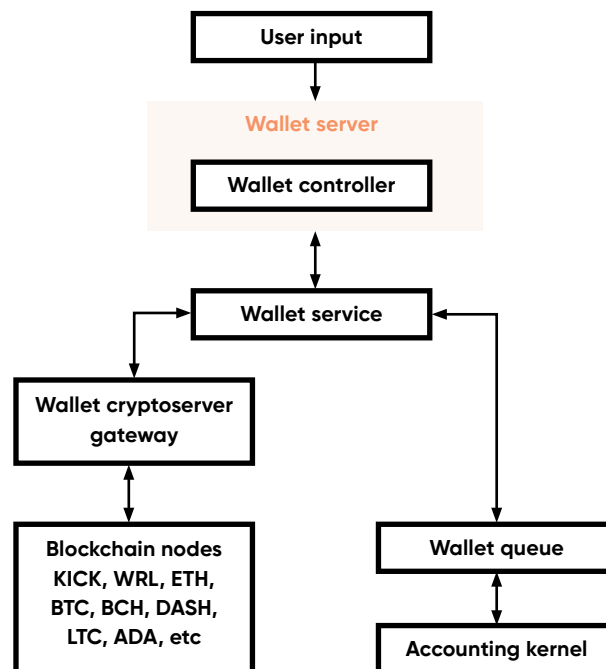 User input
Wallet server
Wallet controller
Wallet service
Wallet cryptoserver
gateway
Blockchain nodes
KICK, WRL, ETH,
BTC, BCH, DASH,
LTC, ADA, etc
Wallet queue
Accounting kernel